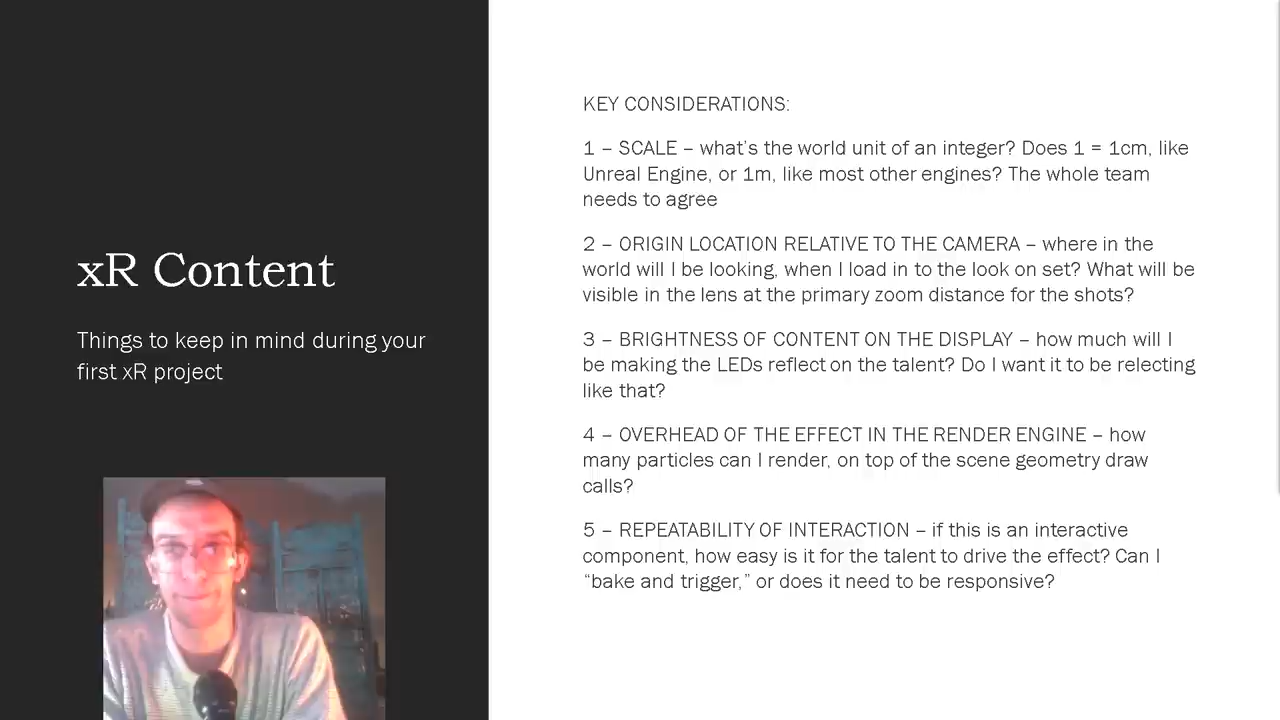 xR Content
Things to keep in mind during your
first xR project
KEY CONSIDERATIONS:
1 – SCALE – what's the world unit of an integer? Does 1 = 1cm, like
Unreal Engine, or 1m, like most other engines? The whole team
needs to agree
2 – ORIGIN LOCATION RELATIVE TO THE CAMERA – where in the
world will I be looking, when I load in to the look on set? What will be
visible in the lens at the primary zoom distance for the shots?
3 – BRIGHTNESS OF CONTENT ON THE DISPLAY – how much will I
be making the LEDs reflect on the talent? Do I want it to be relecting
like that?
4 – OVERHEAD OF THE EFFECT IN THE RENDER ENGINE – how
many particles can I render, on top of the scene geometry draw
calls?
5 – REPEATABILITY OF INTERACTION – if this is an interactive
component, how easy is it for the talent to drive the effect? Can I
“bake and trigger,” or does it need to be responsive?